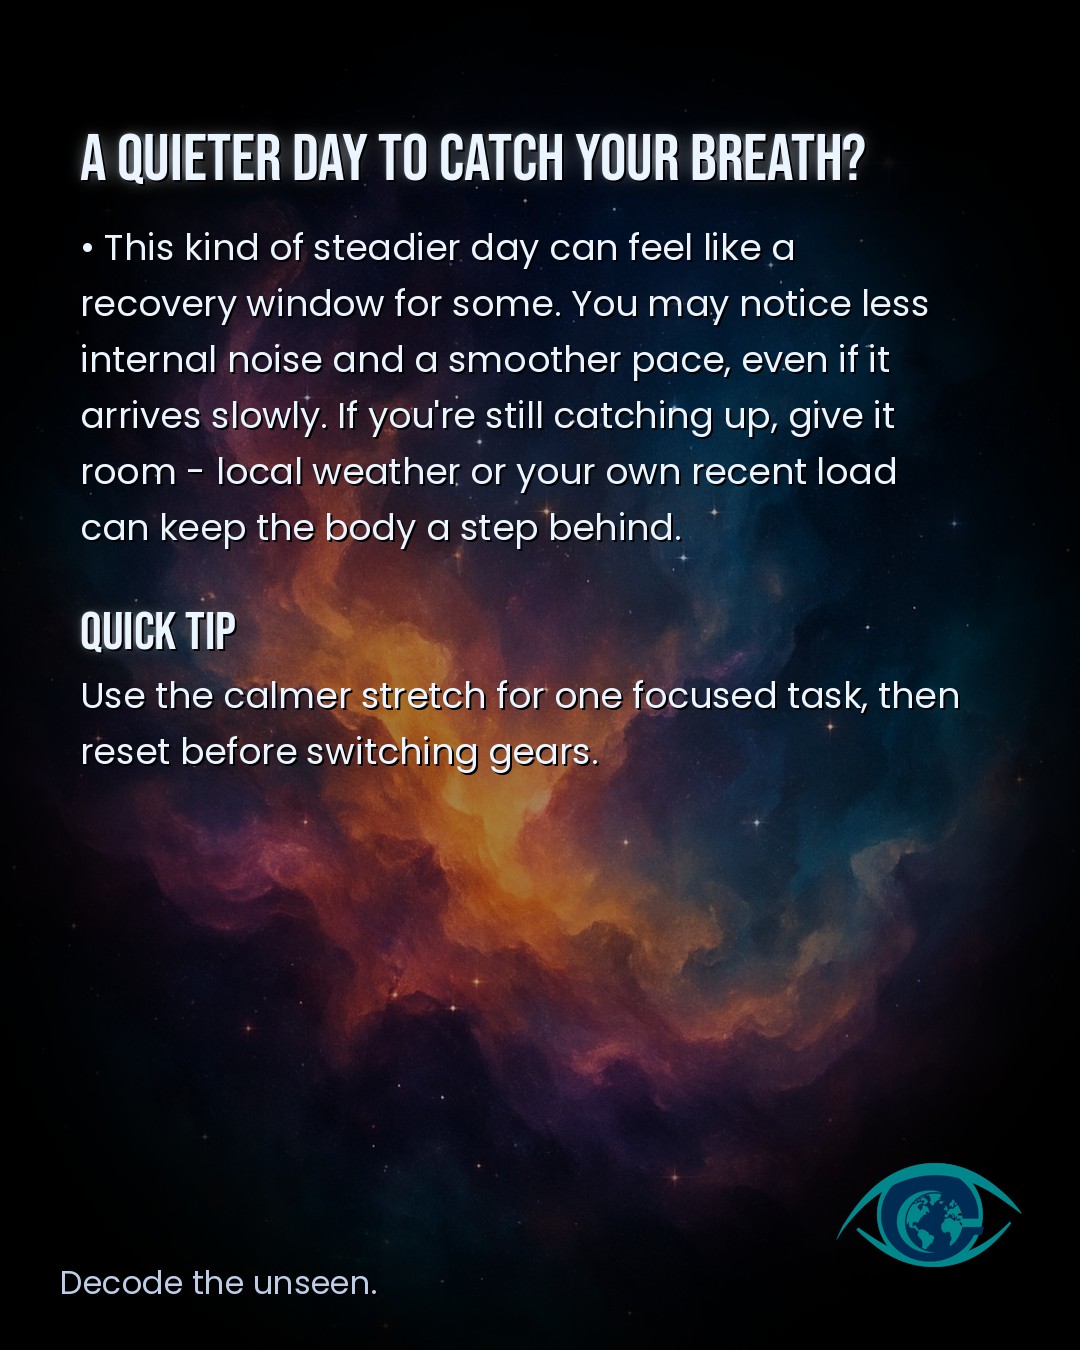 A QUIETER DAY TO CATCH YOUR BREATH?
• This kind of steadier day can feel like a
recovery window for some. You may notice less
internal noise and a smoother pace, even if it
arrives slowly. If you're still catching up, give it
room - local weather or your own recent load
can keep the body a step behind.
QUICK TIP
Use the calmer stretch for one focused task, then
reset before switching gears.
Decode the unseen.